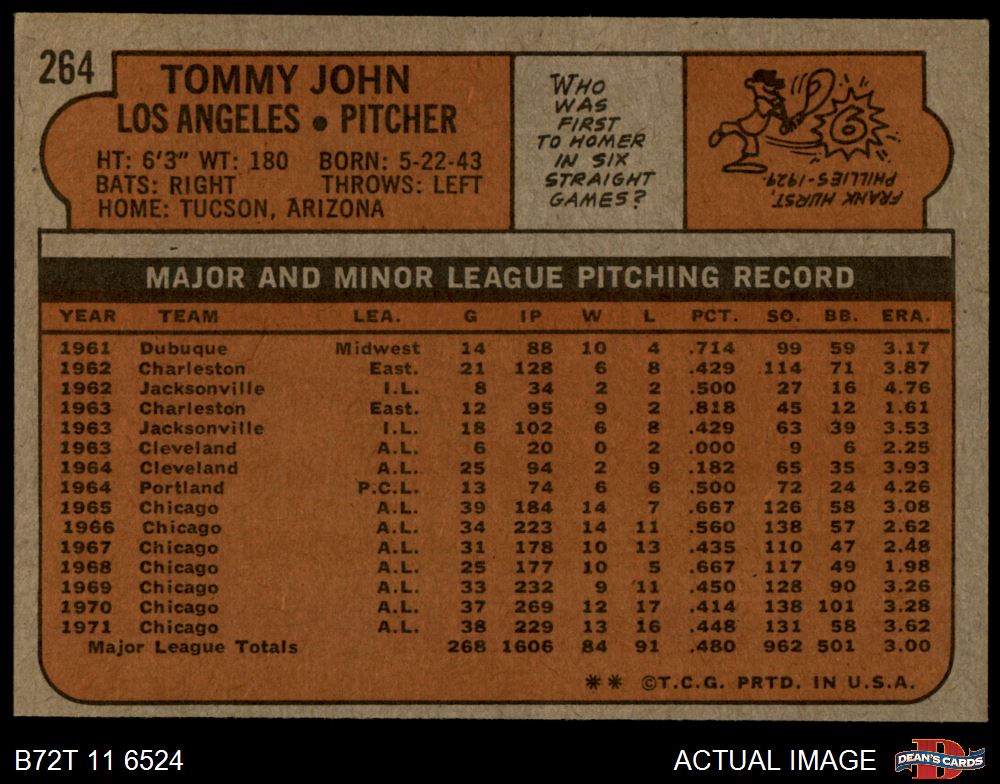 264
TOMMY JOHN
LOS ANGELES • PITCHER
HT: 6'3" WT: 180 BORN: 5-22-43
BATS: RIGHT THROWS: LEFT
HOME: TUCSON, ARIZONA
WHO
WAS
FIRST
TO HOMER
IN SIX
STRAIGHT
GAMES?
6
FRANK HURST,
PHILLIES-1929.
MAJOR AND MINOR LEAGUE PITCHING RECORD
YEAR TEAM LEA. G IP W L PCT. SO. BB. ERA.
1961 Dubuque Midwest 14 88 10 4 .714 99 59 3.17
1962 Charleston East. 21 128 6 8 .429 114 71 3.87
1962 Jacksonville I.L. 8 34 2 2 .500 27 16 4.76
1963 Charleston East. 12 95 9 2 .818 45 12 1.61
1963 Jacksonville I.L. 18 102 6 8 .429 63 39 3.53
1963 Cleveland A.L. 6 20 0 2 .000 9 6 2.25
1964 Cleveland A.L. 25 94 2 9 .182 65 35 3.93
1964 Portland P.C.L. 13 74 6 6 .500 72 24 4.26
1965 Chicago A.L. 39 184 14 7 .667 126 58 3.08
1966 Chicago A.L. 34 223 14 11 .560 138 57 2.62
1967 Chicago A.L. 31 178 10 13 .435 110 47 2.48
1968 Chicago A.L. 25 177 10 5 .667 117 49 1.98
1969 Chicago A.L. 33 232 9 11 .450 128 90 3.26
1970 Chicago A.L. 37 269 12 17 .414 138 101 3.28
1971 Chicago A.L. 38 229 13 16 .448 131 58 3.62
Major League Totals 268 1606 84 91 .480 962 501 3.00
** ©T.C.G. PRTD. IN U.S.A.
B72T 11 6524
ACTUAL IMAGE
D
DEAN'S CARDS